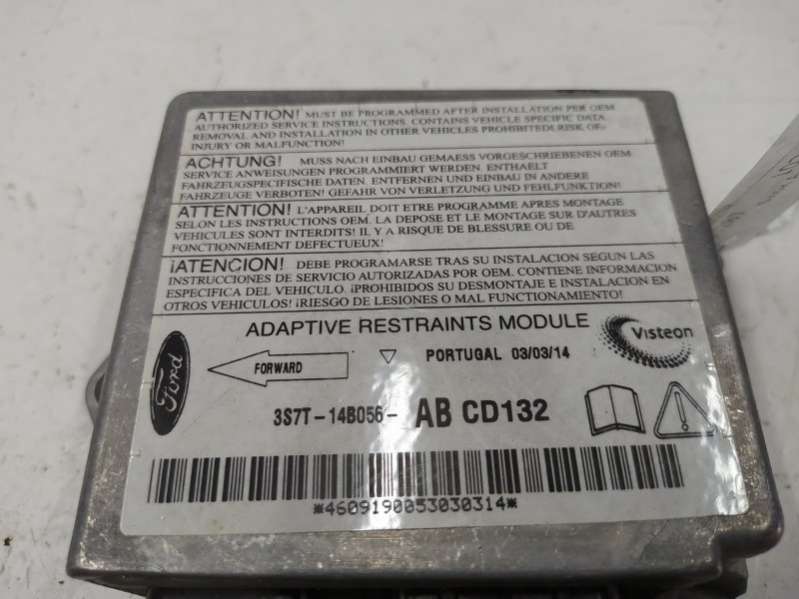 ATTENTION! MUST BE PROGRAMMED AFTER INSTALLATION PER OEM
AUTHORIZED SERVICE INSTRUCTIONS. CONTAINS VEHICLE SPECIFIC DATA.
REMOVAL AND INSTALLATION IN OTHER VEHICLES PROHIBITED! RISK OF
INJURY OR MALFUNCTION!
ACHTUNG! MUSS NACH EINBAU GEMAESS VORGESCHRIEBENEN OEM
SERVICE ANWEISUNGEN PROGRAMMIERT WERDEN. ENTHAELT
FAHRZEUGSPEZIFISCHE DATEN. ENTFERNEN UND EINBAU IN ANDERE
FAHRZEUGE VERBOTEN! GEFAHR VON VERLETZUNG UND FEHLFUNKTION!
ATTENTION! L'APPAREIL DOIT ETRE PROGRAMME APRES MONTAGE
SELON LES INSTRUCTIONS OEM. LA DEPOSE ET LE MONTAGE SUR D'AUTRES
VEHICULES SONT INTERDITS! IL Y A RISQUE DE BLESSURE OU DE
FONCTIONNEMENT DEFECTUEUX!
¡ATENCION! DEBE PROGRAMARSE TRAS SU INSTALACION SEGUN LAS
INSTRUCCIONES DE SERVICIO AUTORIZADAS POR OEM. CONTIENE INFORMACION
ESPECIFICA DEL VEHICULO. ¡PROHIBIDOS SU DESMONTAJE E INSTALACION EN
OTROS VEHICULOS! ¡RIESGO DE LESIONES O MAL FUNCTIONAMIENTO!
ADAPTIVE RESTRAINTS MODULE
Visteon
Ford
FORWARD
PORTUGAL 03/03/14
3S7T-14B056- AB CD132
*4609190053030314*